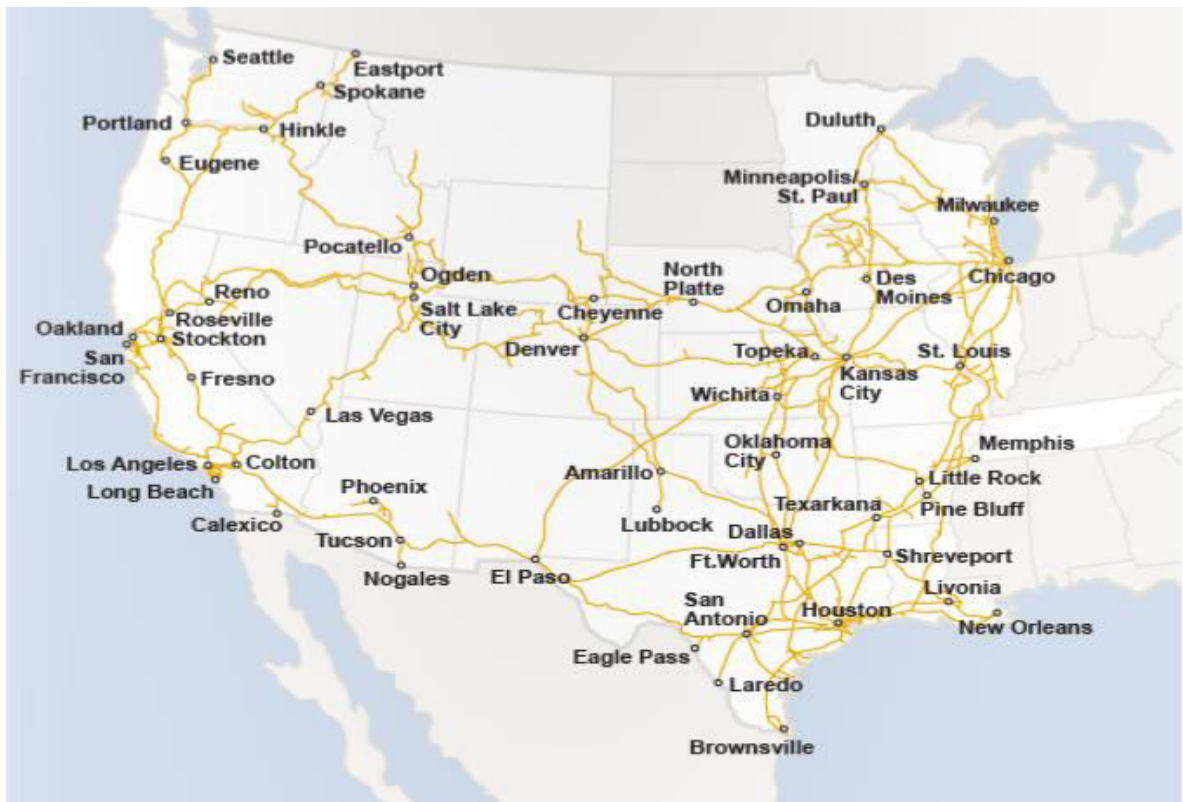 Seattle
Eastport
Spokane
Portland
Hinkle
Eugene
Duluth
Minneapolis/
St. Paul
Milwaukee
Pocatello
Ogden
North
Platte
Chicago
Des
Moines
Omaha
Reno
Salt Lake
City
Cheyenne
Roseville
Oakland
Stockton
Denver
Topeka
St. Louis
San
Francisco
Fresno
Kansas
City
Wichita
Las Vegas
Oklahoma
City
Memphis
Los Angeles
Colton
Amarillo
Little Rock
Long Beach
Phoenix
Texarkana
Pine Bluff
Calexico
Lubbock
Dallas
Tucson
Ft.Worth
Shreveport
Nogales
El Paso
Livonia
San
Antonio
Houston
New Orleans
Eagle Pass
Laredo
Brownsville